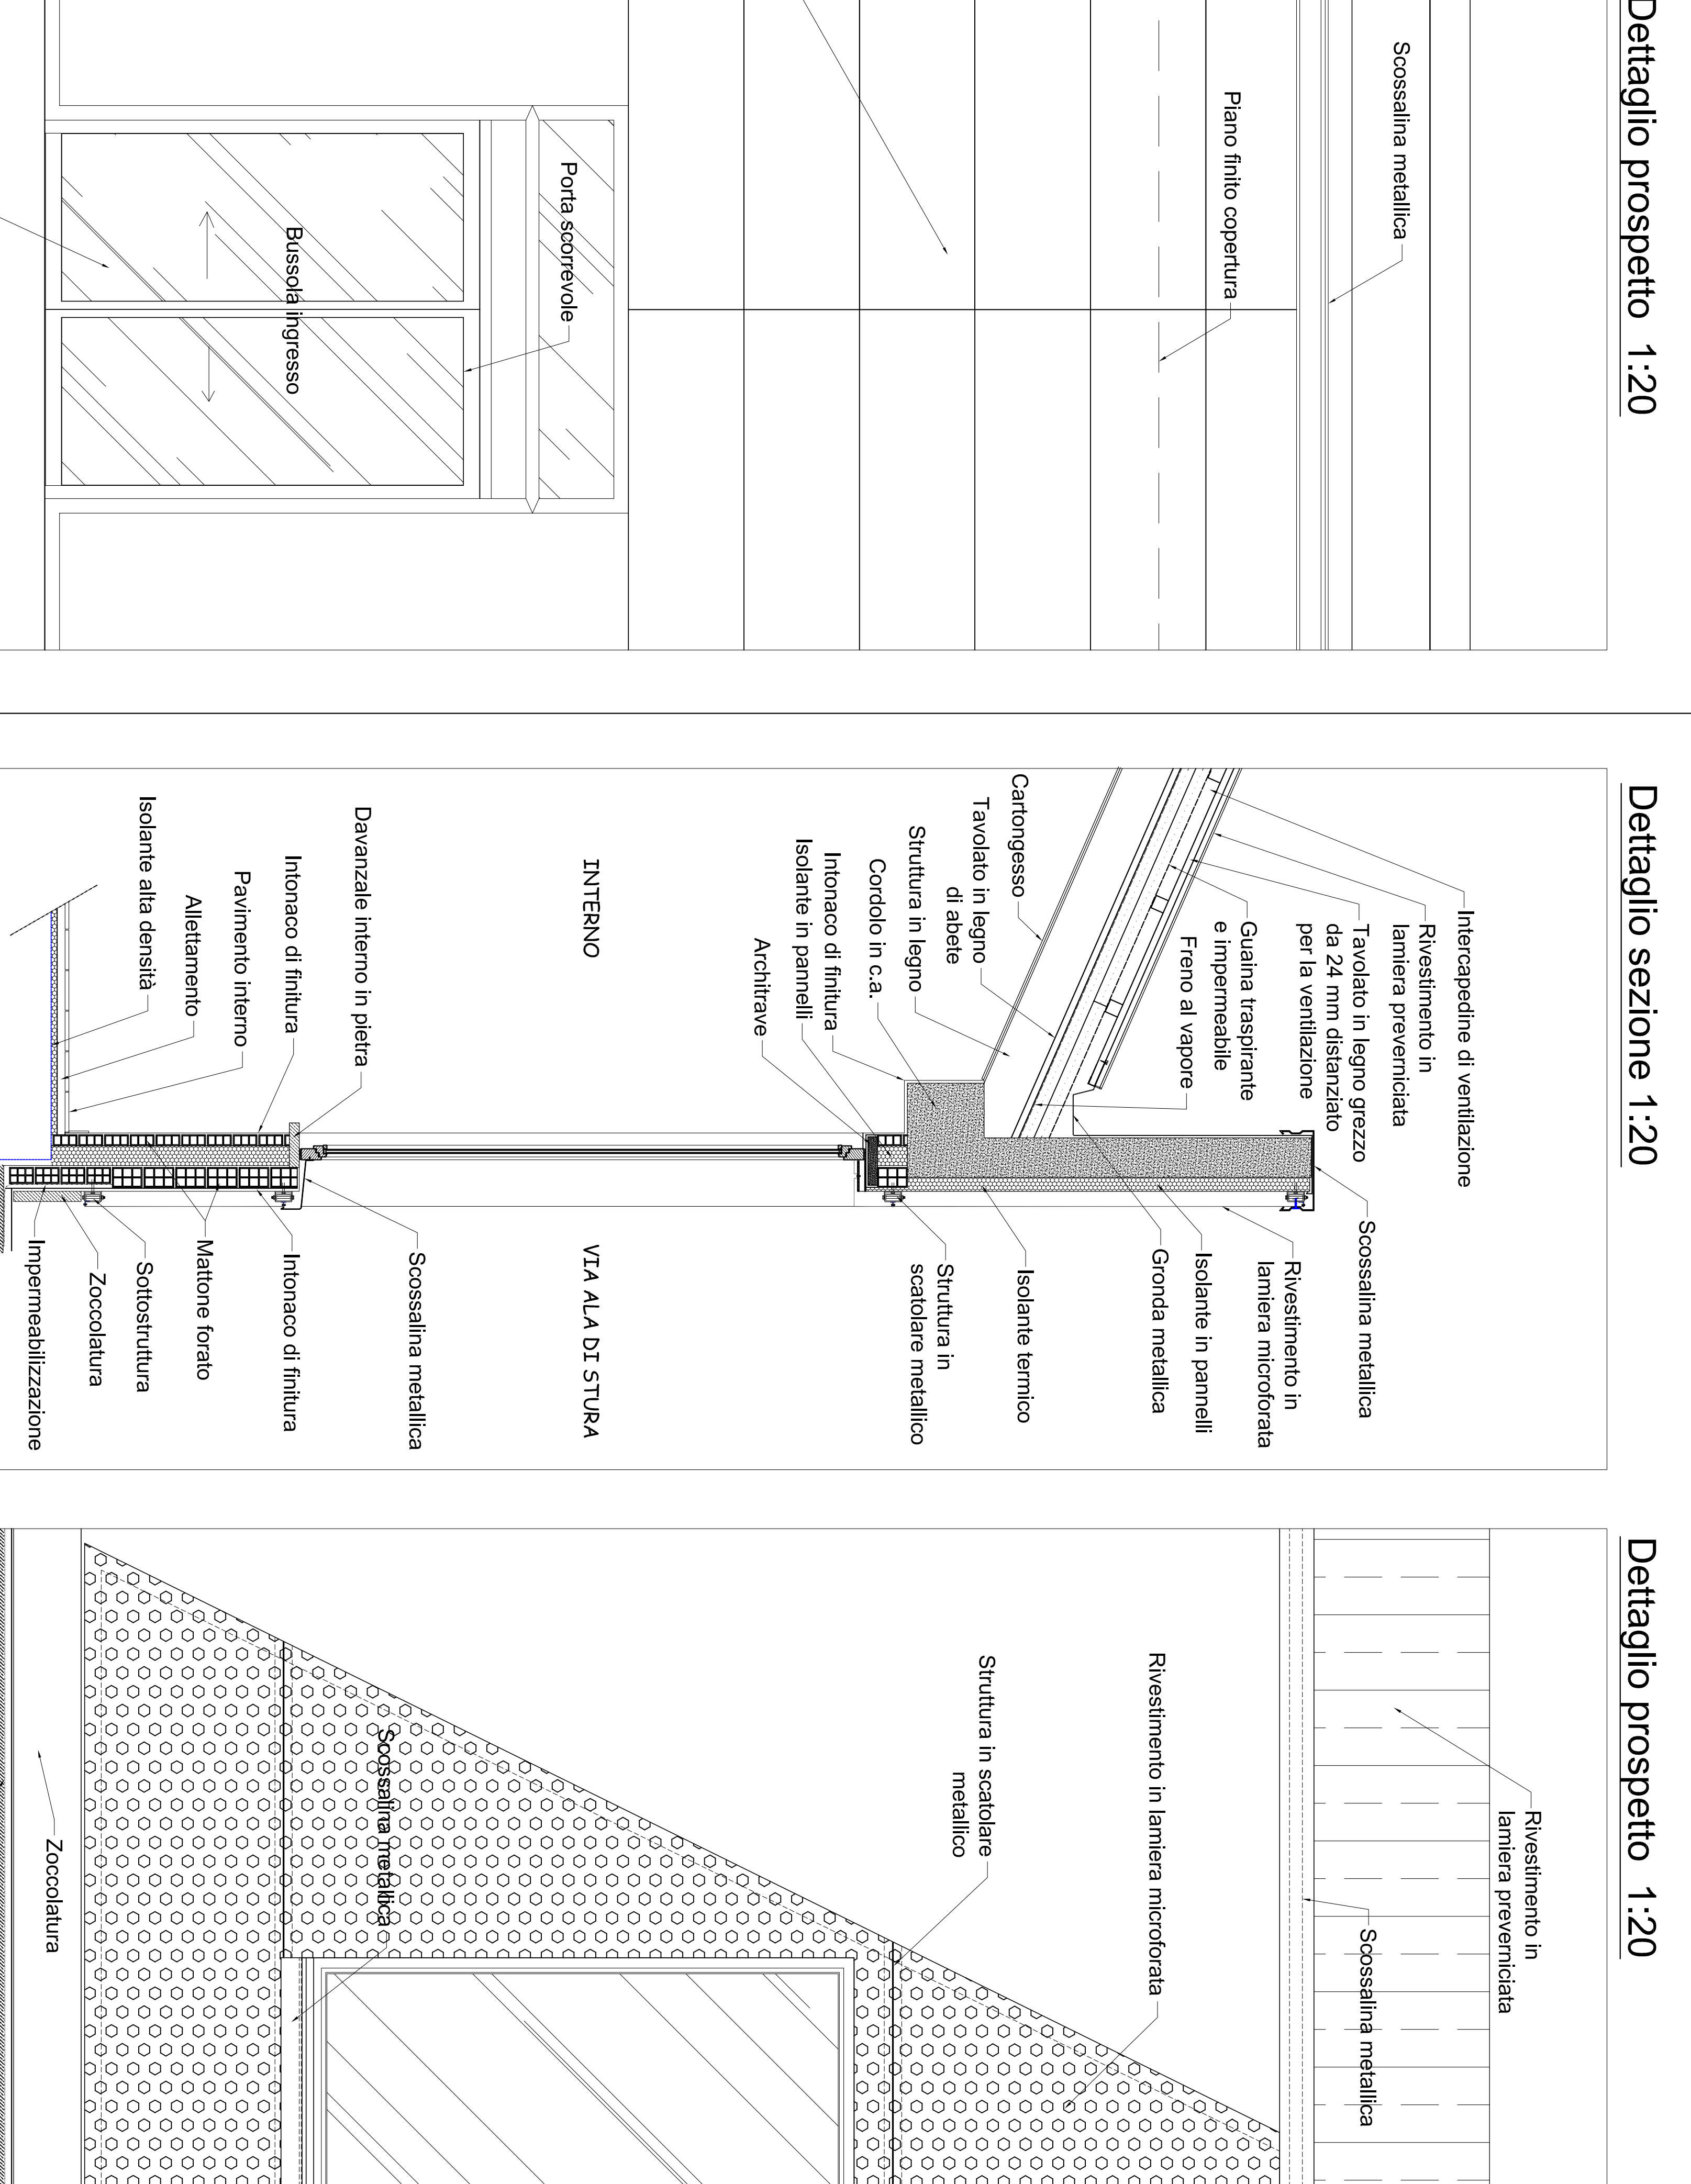 Dettaglio prospetto 1:20
Scossalina metallica
Piano finito copertura
Porta scorrevole
Bussola ingresso
Dettaglio sezione 1:20
Intercapedine di ventilazione
Rivestimento in
lamiera preverniciata
Tavolato in legno grezzo
da 24 mm distanziato
per la ventilazione
Guaina traspirante
e impermeabile
Freno al vapore
Cartongesso
Tavolato in legno
di abete
Struttura in legno
Cordolo in c.a.
Intonaco di finitura
Isolante in pannelli
Architrave
INTERNO
Davanzale interno in pietra
Intonaco di finitura
Pavimento interno
Allettamento
Isolante alta densità
Scossalina metallica
Rivestimento in
lamiera microforata
Isolante in pannelli
Gronda metallica
Isolante termico
Struttura in
scatolare metallico
VIA ALA DI STURA
Scossalina metallica
Intonaco di finitura
Mattone forato
Sottostruttura
Zoccolatura
Impermeabilizzazione
Dettaglio prospetto 1:20
Rivestimento in
lamiera preverniciata
Scossalina metallica
Rivestimento in lamiera microforata
Struttura in scatolare
metallico
Scossalina metallica
Zoccolatura